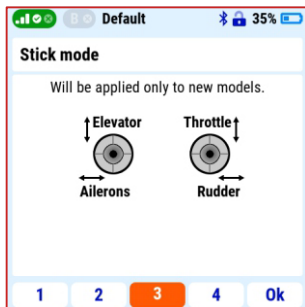 B Default 35%
Stick mode
Will be applied only to new models.
Elevator Throttle
Ailerons Rudder
1 2 3 4 Ok